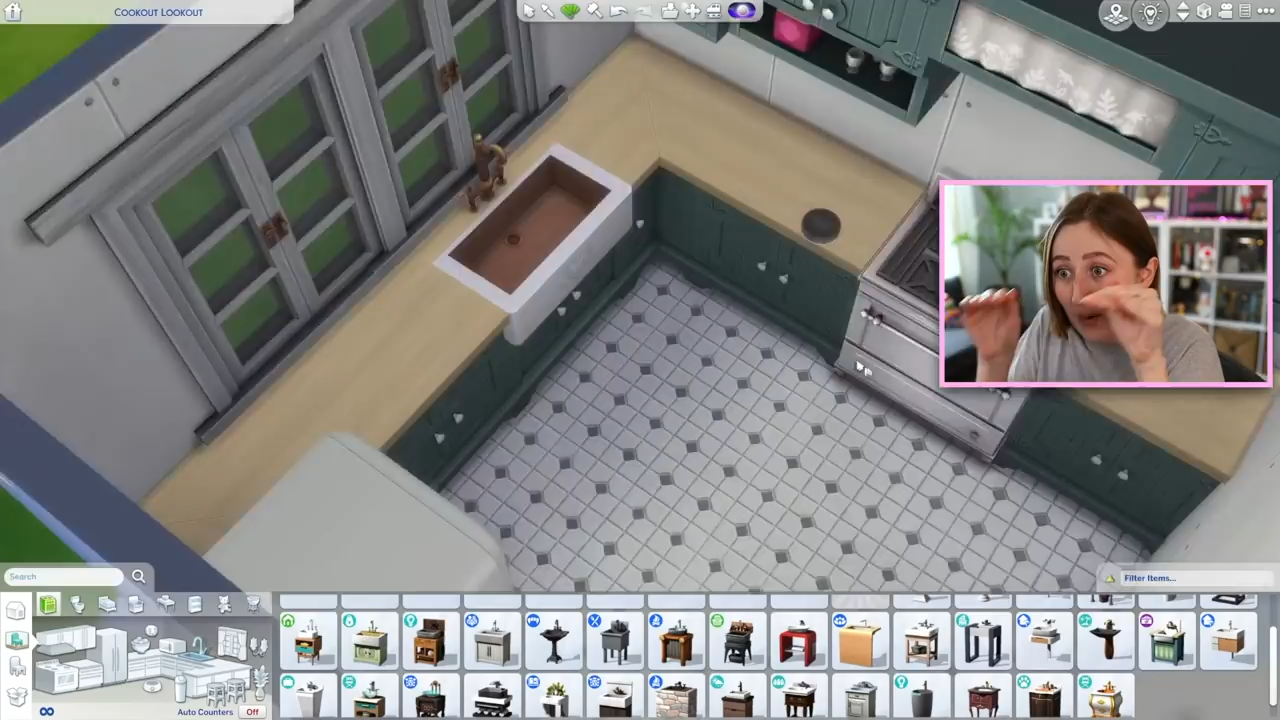 COOKOUT LOOKOUT
Search
Filter Items...
Auto Counters
Off